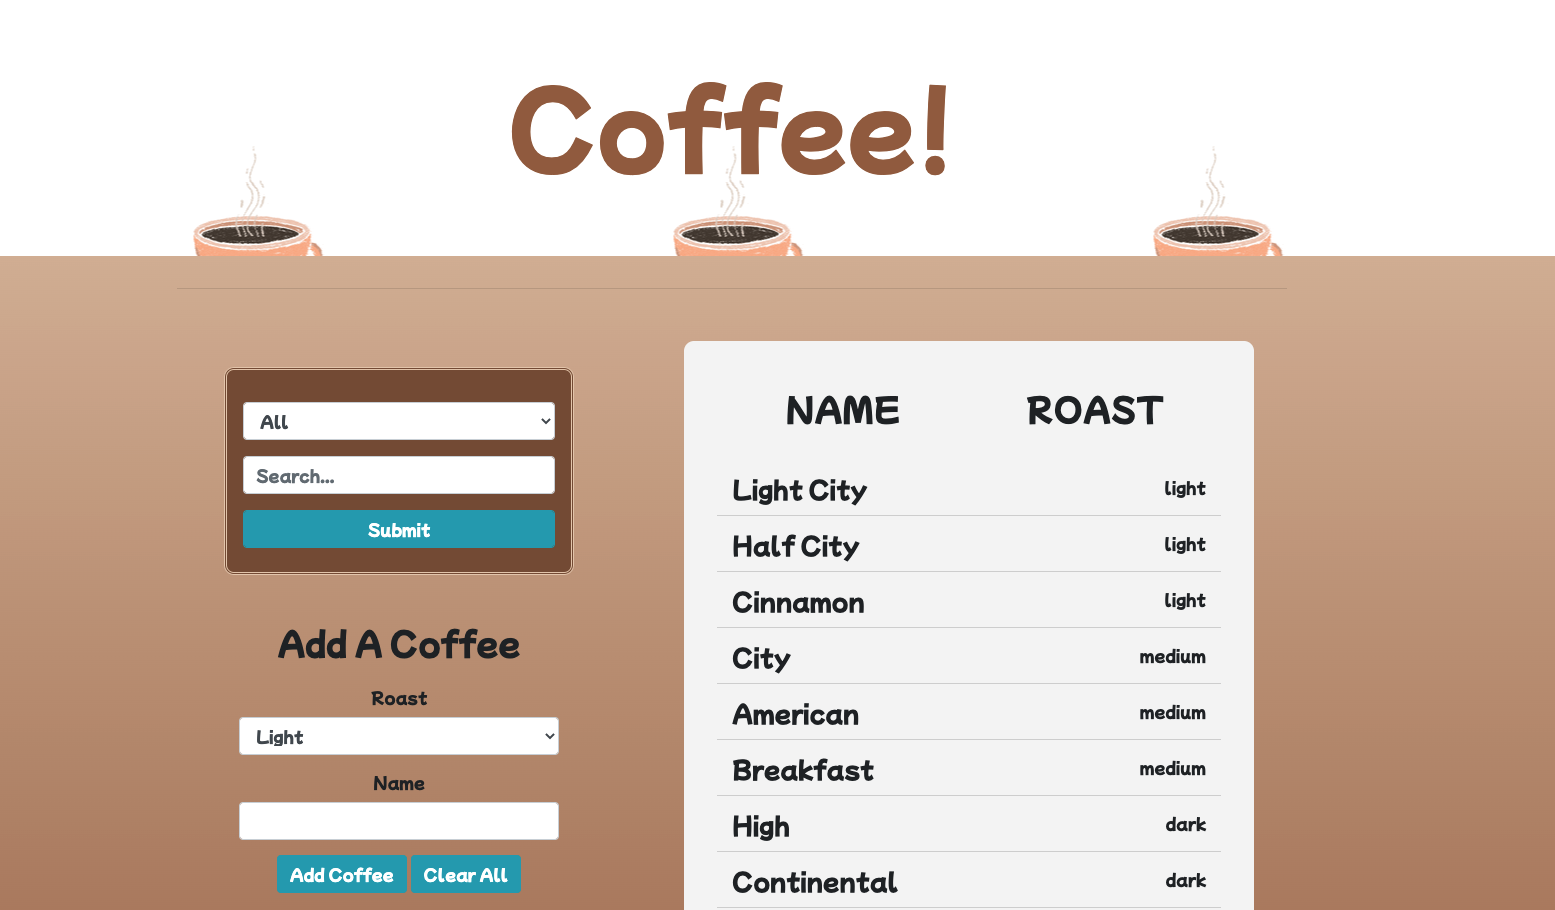 Coffee!
All
Search...
Submit
Add A Coffee
Roast
Light
Name
Add Coffee Clear All
NAME ROAST
Light City light
Half City light
Cinnamon light
City medium
American medium
Breakfast medium
High dark
Continental dark